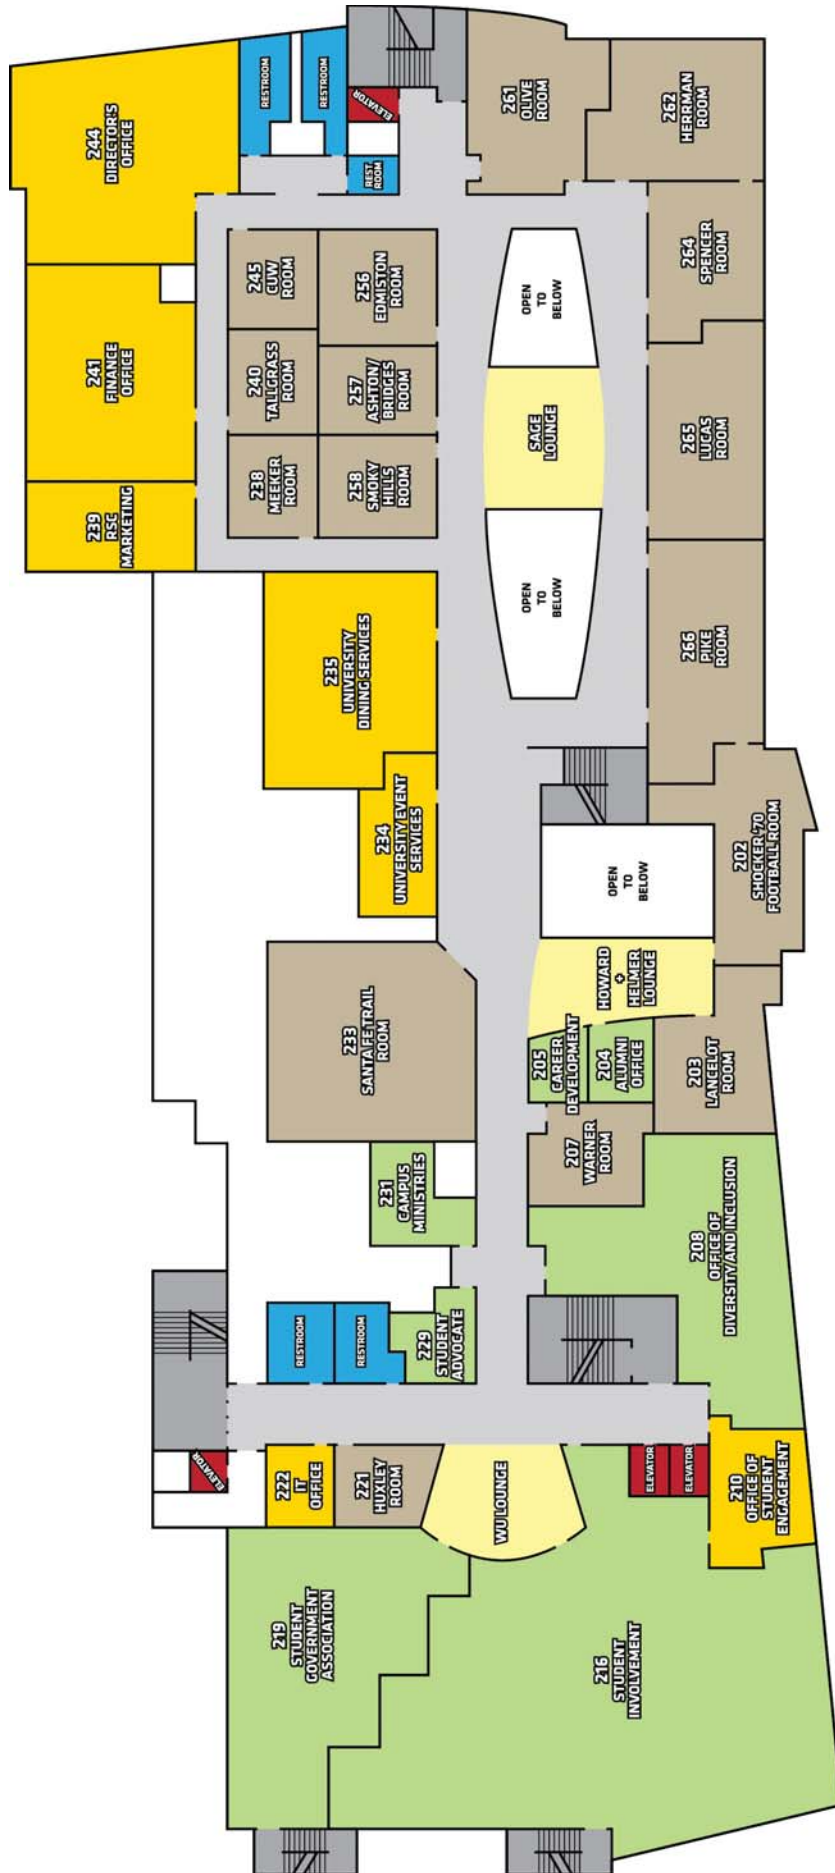 244
DIRECTOR'S
OFFICE
RESTROOM
RESTROOM
ELEVATOR
REST
ROOM
261
OLIVE
ROOM
262
HERRMAN
ROOM
241
FINANCE
OFFICE
245
CUW
ROOM
256
EDMISTON
ROOM
OPEN
TO
BELOW
264
SPENCER
ROOM
240
TALLGRASS
ROOM
257
ASHTON/
BRIDGES
ROOM
SAGE
LOUNGE
265
LUCAS
ROOM
239
RSC
MARKETING
238
MEEKER
ROOM
258
SMOKY
HILLS
ROOM
OPEN
TO
BELOW
266
PIKE
ROOM
235
UNIVERSITY
DINING SERVICES
234
UNIVERSITY EVENT
SERVICES
OPEN
TO
BELOW
202
SHOCKER '70
FOOTBALL ROOM
233
SANTA FE TRAIL
ROOM
HOWARD
+
HELMER
LOUNGE
205
CAREER
DEVELOPMENT
204
ALUMNI
OFFICE
203
LANCELOT
ROOM
207
WARNER
ROOM
231
CAMPUS
MINISTRIES
208
OFFICE OF
DIVERSITY AND INCLUSION
RESTROOM
RESTROOM
229
STUDENT
ADVOCATE
ELEVATOR
222
IT
OFFICE
221
HUXLEY
ROOM
WU LOUNGE
ELEVATOR
ELEVATOR
210
OFFICE OF
STUDENT
ENGAGEMENT
219
STUDENT
GOVERNMENT
ASSOCIATION
216
STUDENT
INVOLVEMENT